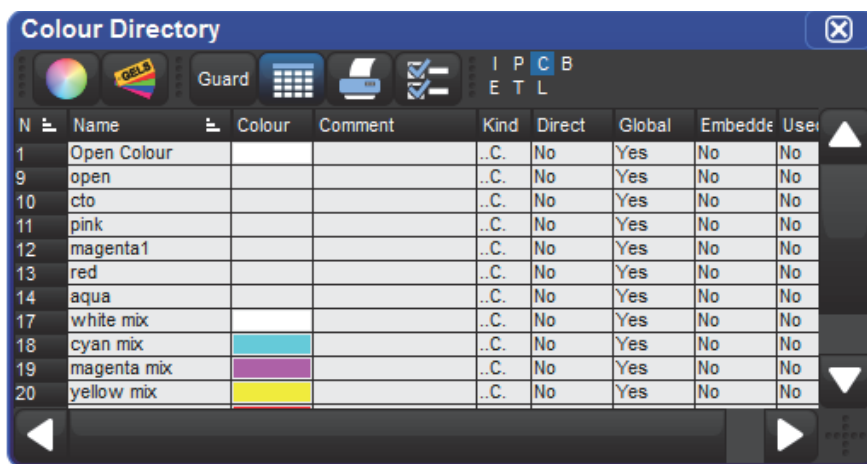 Colour Directory
GELS Guard I P C B
E T L
N Name Colour Comment Kind Direct Global Embedde Used
1 Open Colour ..C. No Yes No No
9 open ..C. No Yes No No
10 cto ..C. No Yes No No
11 pink ..C. No Yes No No
12 magenta1 ..C. No Yes No No
13 red ..C. No Yes No No
14 aqua ..C. No Yes No No
17 white mix ..C. No Yes No No
18 cyan mix ..C. No Yes No No
19 magenta mix ..C. No Yes No No
20 yellow mix ..C. No Yes No No